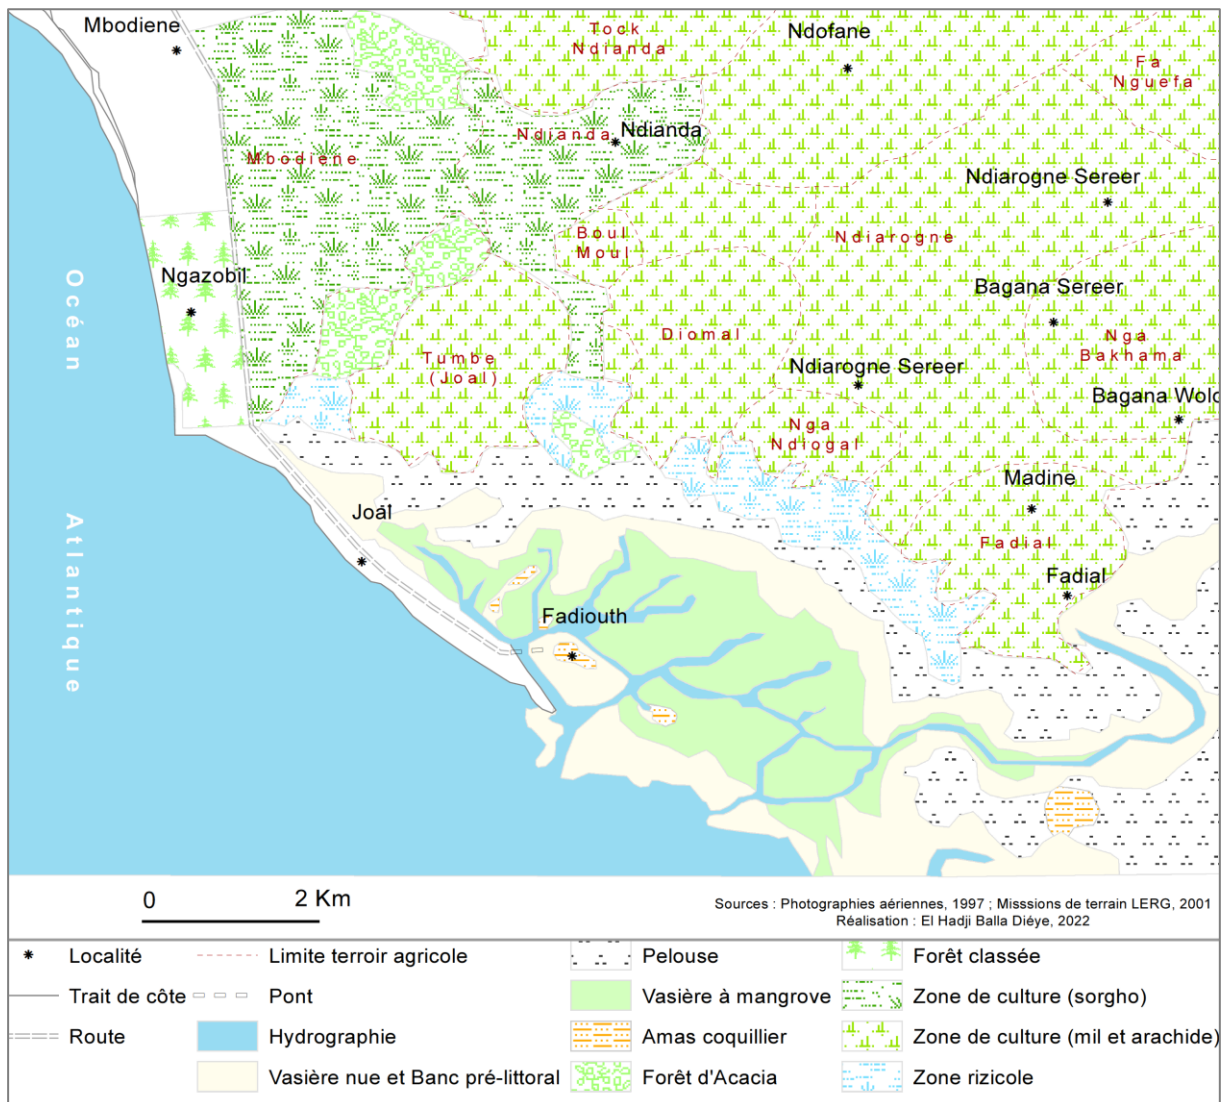 Mbodiene
Tock
Ndianda
Ndofane
Fa
Nguefa
Ndianda
Ndianda
Mbodiene
Ndiarogne Sereer
Boul
Moul
Ndiarogne
Ngazobil
Bagana Sereer
Océan
Atlantique
Diomal
Nga
Bakhama
Tumbe
(Joal)
Ndiarogne Sereer
Bagana Wolo
Nga
Ndiogal
Madine
Joal
Fadial
Fadial
Fadiouth
0 2 Km
Sources : Photographies aériennes, 1997 ; Misssions de terrain LERG, 2001
Réalisation : El Hadji Balla Diéye, 2022
Localité
Limite terroir agricole
Pelouse
Forêt classée
Trait de côte
Pont
Vasière à mangrove
Zone de culture (sorgho)
Route
Hydrographie
Amas coquillier
Zone de culture (mil et arachide)
Vasière nue et Banc pré-littoral
Forêt d'Acacia
Zone rizicole